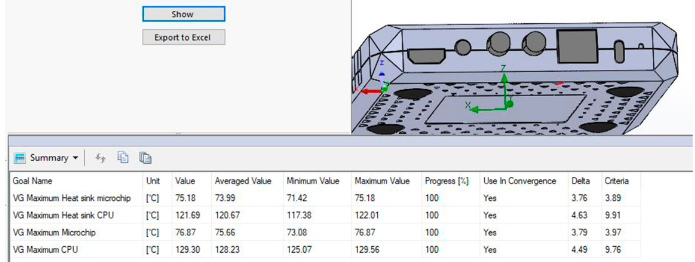 Show
Export to Excel
Z
X
Y
z
Summary
Goal Name Unit Value Averaged Value Minimum Value Maximum Value Progress [%] Use In Convergence Delta Criteria
VG Maximum Heat sink microchip [°C] 75.18 73.99 71.42 75.18 100 Yes 3.76 3.89
VG Maximum Heat sink CPU [°C] 121.69 120.67 117.38 122.01 100 Yes 4.63 9.91
VG Maximum Microchip [°C] 76.87 75.66 73.08 76.87 100 Yes 3.79 3.97
VG Maximum CPU [°C] 129.30 128.23 125.07 129.56 100 Yes 4.49 9.76